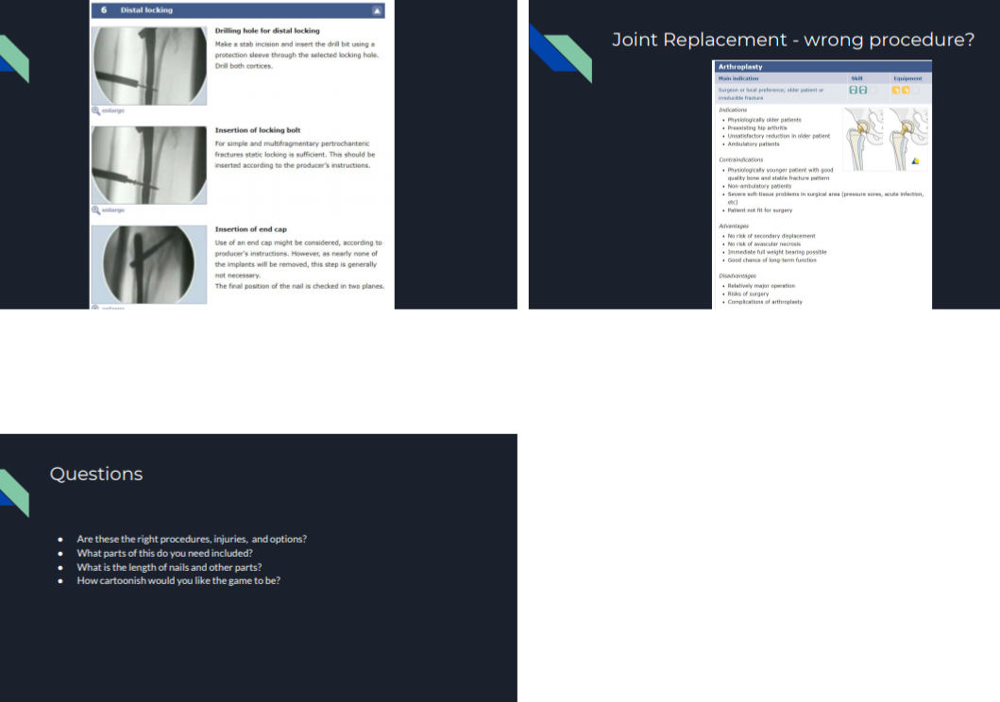 6 Distal locking
Drilling hole for distal locking
Make a stab incision and insert the drill bit using a
protection sleeve through the selected locking hole.
Drill both cortices.
enlarge
Insertion of locking bolt
For simple and multifragmentary pertrochanteric
fractures static locking is sufficient. This should be
inserted according to the producer's instructions.
enlarge
Insertion of end cap
Use of an end cap might be considered, according to
producer's instructions. However, as nearly none of
the implants will be removed, this step is generally
not necessary.
The final position of the nail is checked in two planes.
enlarge
Joint Replacement - wrong procedure?
Arthroplasty
Main indication Skill Equipment
Surgeon or local preference; older patient or
irreducible fracture
Indications
• Physiologically older patients
• Preexisting hip arthritis
• Unsatisfactory reduction in older patient
• Ambulatory patients
Contraindications
• Physiologically younger patient with good
quality bone and stable fracture pattern
• Non-ambulatory patients
• Severe soft-tissue problems in surgical area (pressure sores, acute infection,
etc)
• Patient not fit for surgery
Advantages
• No risk of secondary displacement
• No risk of avascular necrosis
• Immediate full weight bearing possible
• Good chance of long-term function
Disadvantages
• Relatively major operation
• Risks of surgery
• Complications of arthroplasty
Questions
● Are these the right procedures, injuries, and options?
● What parts of this do you need included?
● What is the length of nails and other parts?
● How cartoonish would you like the game to be?